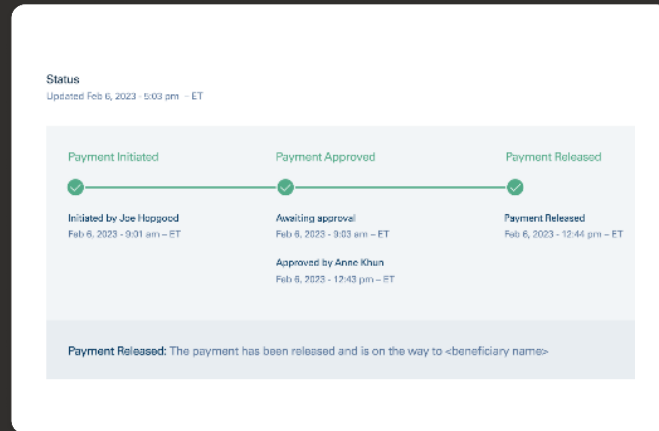 Status
Updated Feb 6, 2023 - 5:03 pm – ET
Payment Initiated
Initiated by Joe Hopgood
Feb 6, 2023 - 9:01 am – ET
Payment Approved
Awaiting approval
Feb 6, 2023 - 9:03 am – ET
Approved by Anne Khun
Feb 6, 2023 - 12:43 pm – ET
Payment Released
Payment Released
Feb 6, 2023 - 12:44 pm – ET
Payment Released: The payment has been released and is on the way to <beneficiary name>